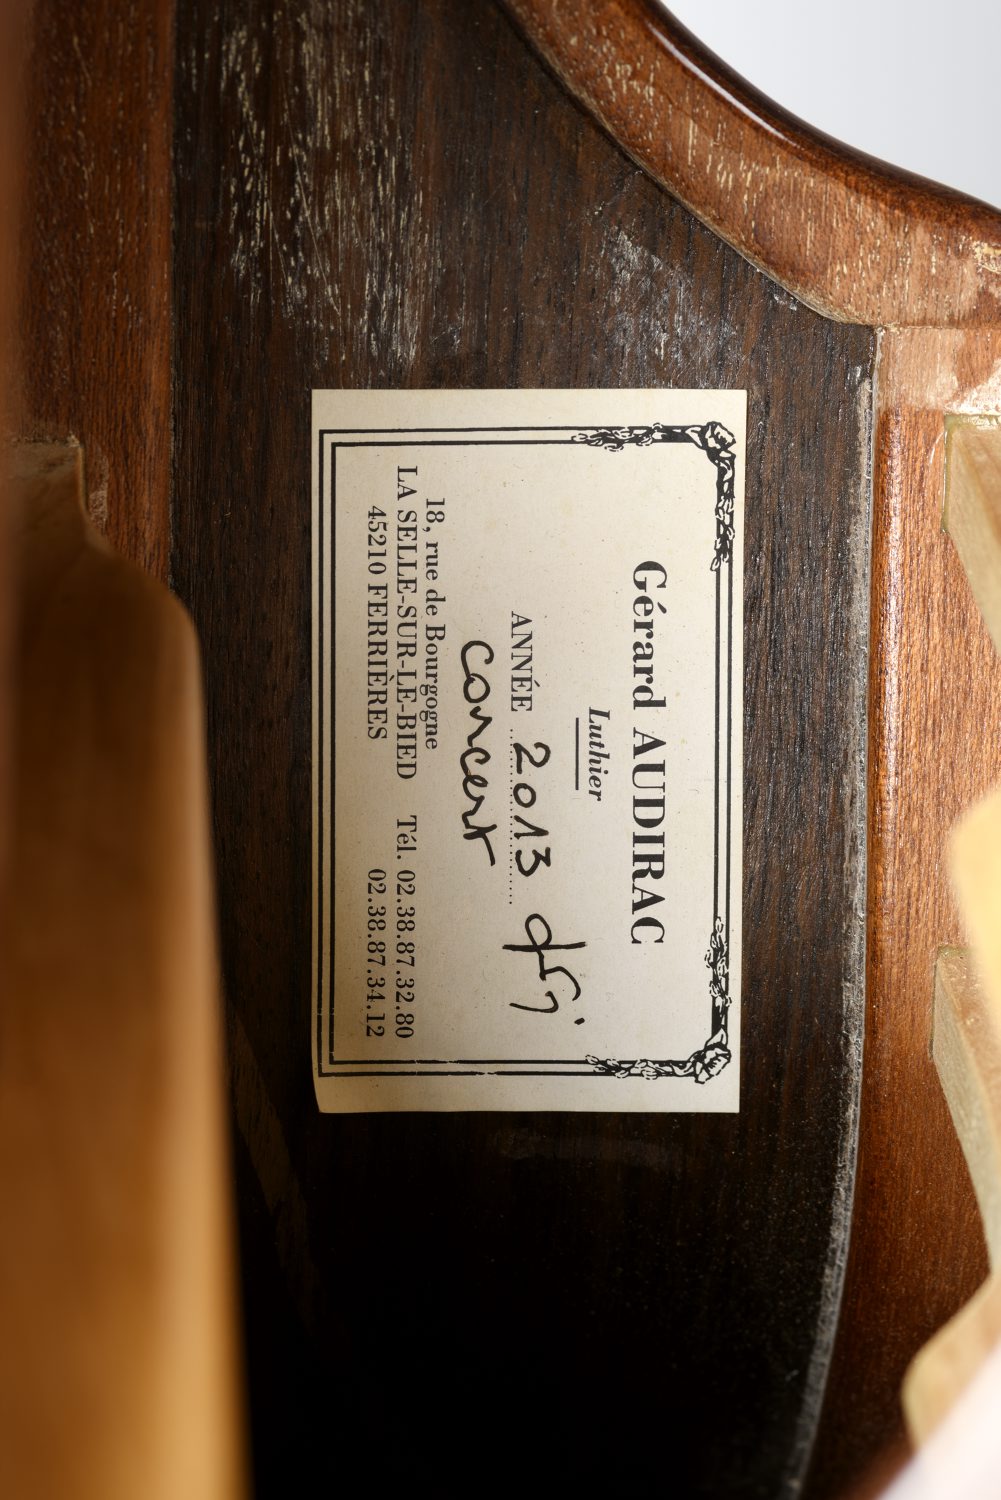 Gérard AUDIRAC
Luthier
ANNÉE 2013
Concert
18, rue de Bourgogne
LA SELLE-SUR-LE-BIED Tél. 02.38.87.32.80
45210 FERRIÈRES 02.38.87.34.12